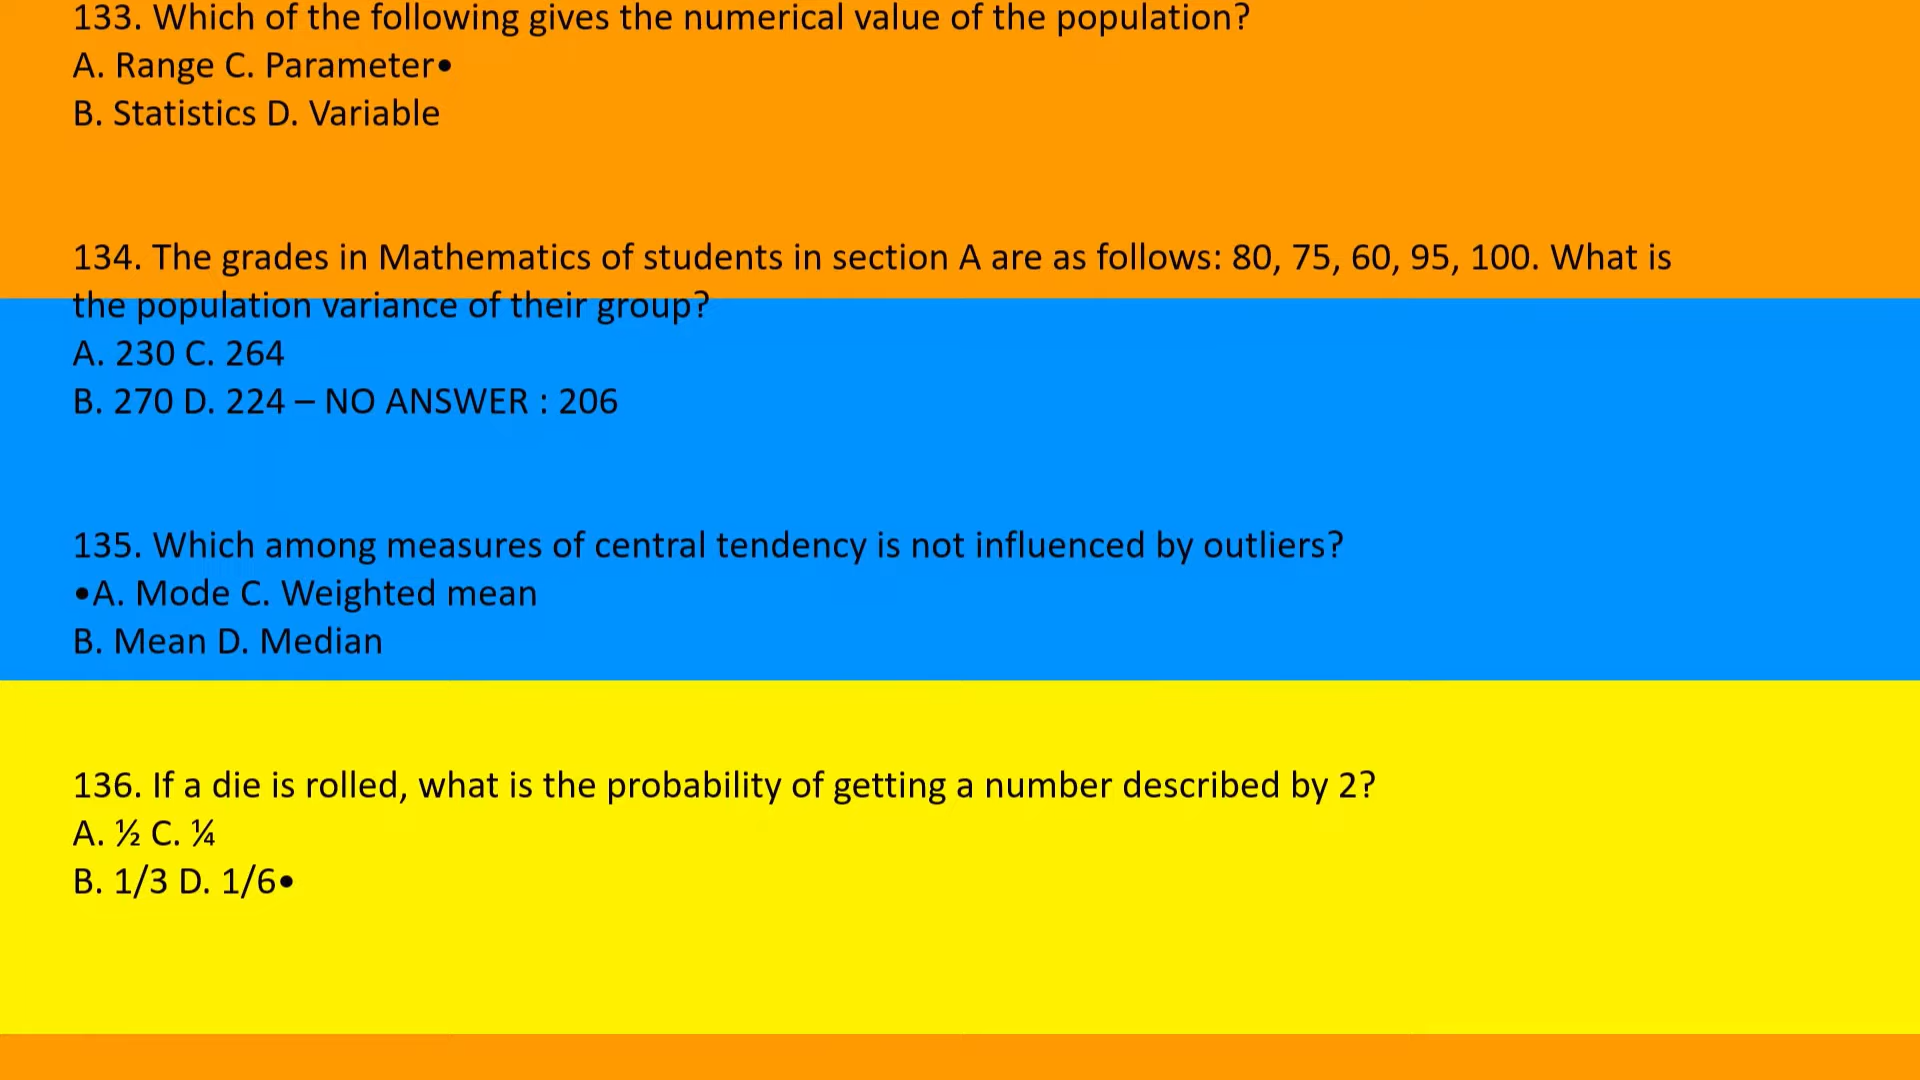 133. Which of the following gives the numerical value of the population?
A. Range C. Parameter•
B. Statistics D. Variable
134. The grades in Mathematics of students in section A are as follows: 80, 75, 60, 95, 100. What is
the population variance of their group?
A. 230 C. 264
B. 270 D. 224 – NO ANSWER : 206
135. Which among measures of central tendency is not influenced by outliers?
•A. Mode C. Weighted mean
B. Mean D. Median
136. If a die is rolled, what is the probability of getting a number described by 2?
A. ½ C. ¼
B. 1/3 D. 1/6•